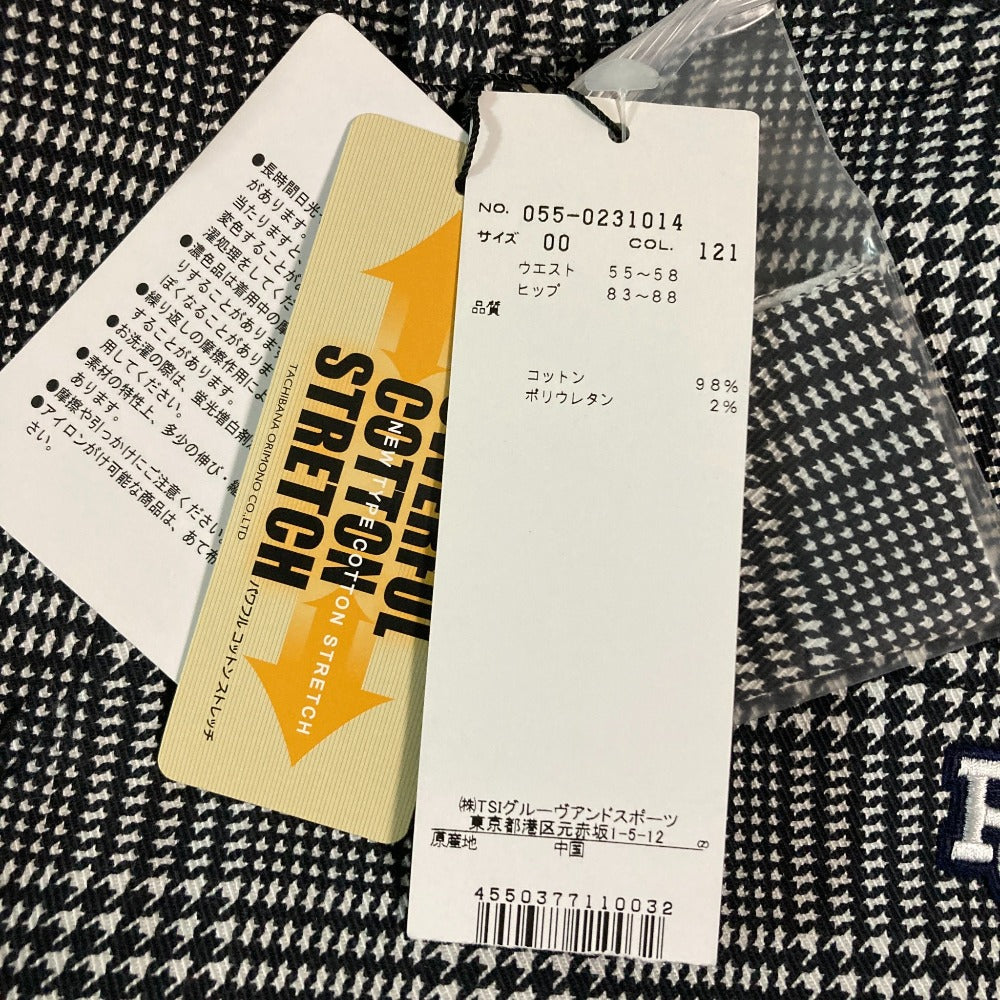 ●長時間日光
があります。
当たりますと、
変色することが
濯処理をしてくだ
●濃色品は着用中の摩
りすることがありま
ぽくなることがありま
●繰り返しの摩擦作用によ
することがあります。
●お洗濯の際は、蛍光増白剤
用してください。
●素材の特性上、多少の伸び・縮
あります。
●摩擦や引っかけにご注意ください。
●アイロンがけ可能な商品は、あて布
さい。
COTTON
STRETCH
NEW TYPE COTTON STRETCH
TACHIBANA ORIMONO CO.,LTD
パワフルコットンストレッチ
NO. 055-0231014
サイズ 00 COL. 121
ウエスト 55~58
ヒップ 83~88
品質
コットン 98%
ポリウレタン 2%
㈱TSIグルーヴアンドスポーツ
東京都港区元赤坂1-5-12
原産地 中国
4550377110032